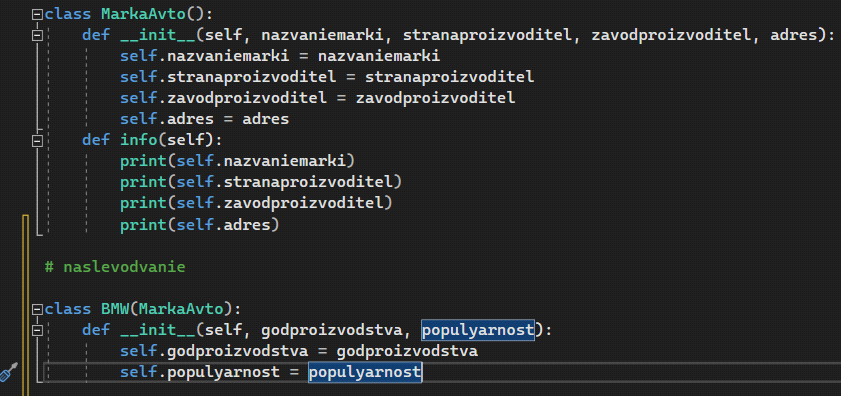 class MarkaAvto():
def __init__(self, nazvaniemarki, stranaproizvoditel, zavodproizvoditel, adres):
self.nazvaniemarki = nazvaniemarki
self.stranaproizvoditel = stranaproizvoditel
self.zavodproizvoditel = zavodproizvoditel
self.adres = adres
def info(self):
print(self.nazvaniemarki)
print(self.stranaproizvoditel)
print(self.zavodproizvoditel)
print(self.adres)
# naslevodvanie
class BMW(MarkaAvto):
def __init__(self, godproizvodstva, populyarnost):
self.godproizvodstva = godproizvodstva
self.populyarnost = populyarnost